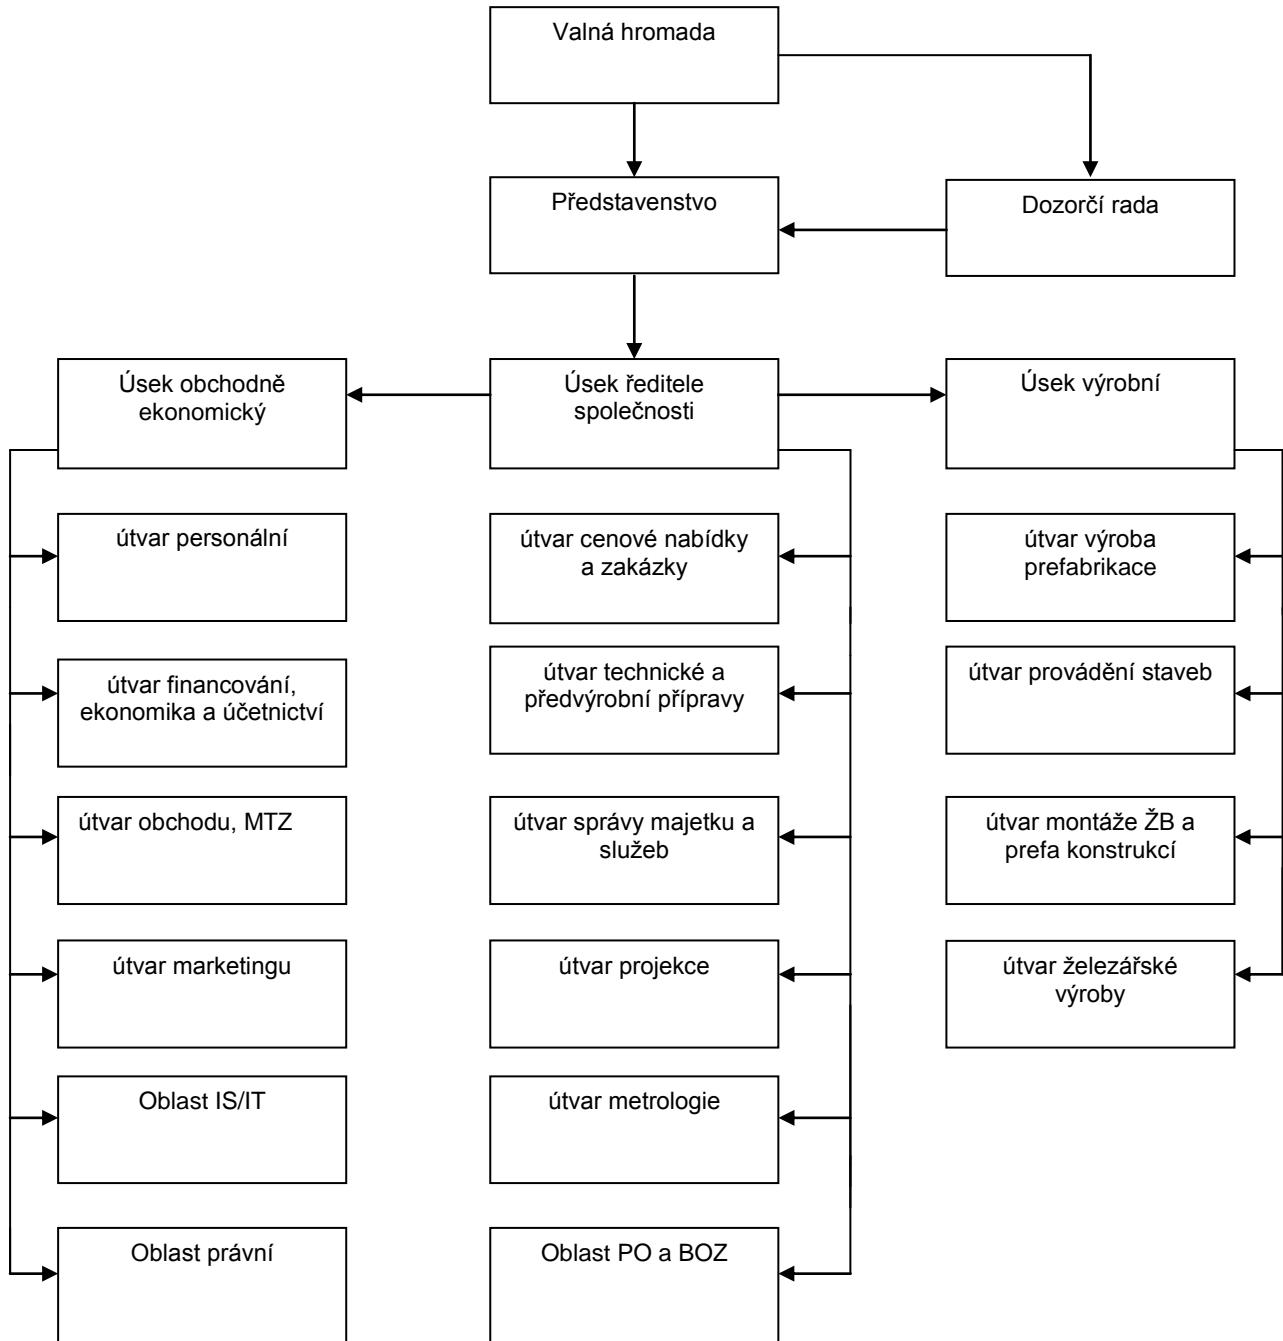 Valná hromada
Představenstvo
Dozorčí rada
Úsek obchodně
ekonomický
Úsek ředitele
společnosti
Úsek výrobní
útvar personální
útvar cenové nabídky
a zakázky
útvar výroba
prefabrikace
útvar financování,
ekonomika a účetnictví
útvar technické a
předvýrobní přípravy
útvar provádění staveb
útvar obchodu, MTZ
útvar správy majetku a
služeb
útvar montáže ŽB a
prefa konstrukcí
útvar marketingu
útvar projekce
útvar železářské
výroby
Oblast IS/IT
útvar metrologie
Oblast právní
Oblast PO a BOZ